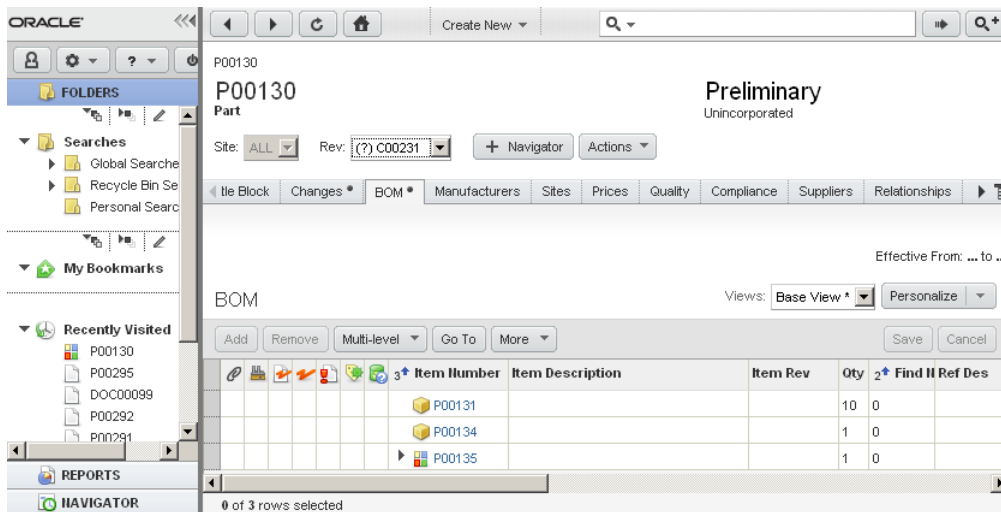 ORACLE
Create New
FOLDERS
Searches
Global Searche
Recycle Bin Se
Personal Searc
My Bookmarks
Recently Visited
P00130
P00295
DOC00099
P00292
P00291
REPORTS
NAVIGATOR
P00130
P00130
Part
Preliminary
Unincorporated
Site: ALL Rev: (?) C00231 + Navigator Actions
tle Block Changes • BOM • Manufacturers Sites Prices Quality Compliance Suppliers Relationships
Effective From: ... to ..
BOM
Views: Base View * Personalize
Add Remove Multi-level Go To More Save Cancel
3 Item Number Item Description Item Rev Qty 2 Find N Ref Des
P00131 10 0
P00134 1 0
P00135 1 0
0 of 3 rows selected